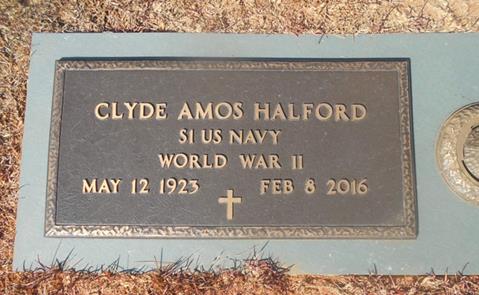 CLYDE AMOS HALFORD
S1 US NAVY
WORLD WAR II
MAY 12 1923 FEB 8 2016